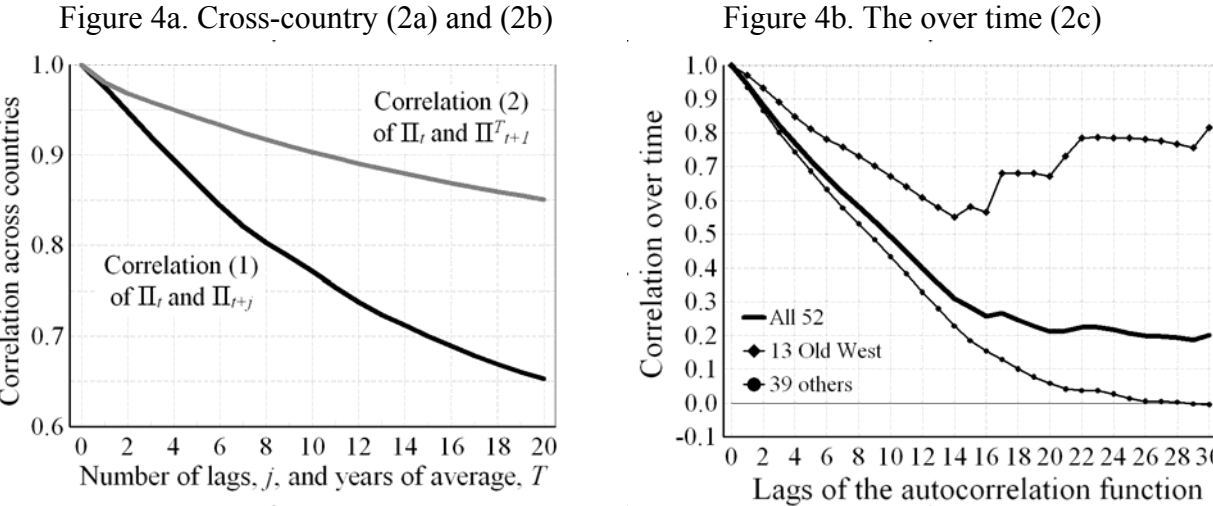 Figure 4a. Cross-country (2a) and (2b)
1.0
0.9
0.8
0.7
0.6
Correlation across countries
Correlation (2)
of Πt and ΠTt+1
Correlation (1)
of Πt and Πt+j
0 2 4 6 8 10 12 14 16 18 20
Number of lags, j, and years of average, T
Figure 4b. The over time (2c)
1.0
0.9
0.8
0.7
0.6
0.5
0.4
0.3
0.2
0.1
0.0
-0.1
Correlation over time
All 52
13 Old West
39 others
0 2 4 6 8 10 12 14 16 18 20 22 24 26 28 30
Lags of the autocorrelation function